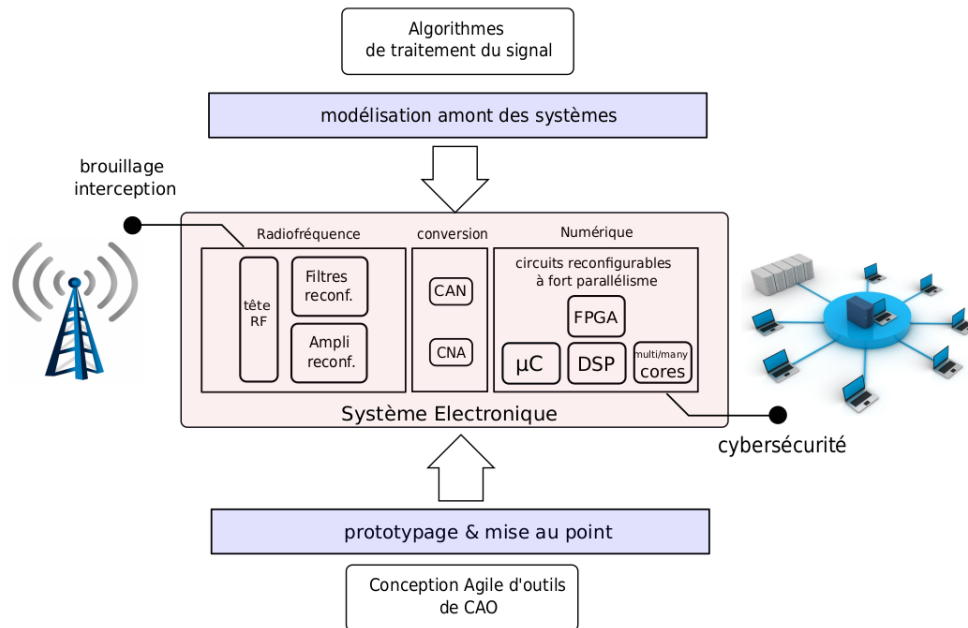 Algorithmes
de traitement du signal
modélisation amont des systèmes
brouillage
interception
Radiofréquence
conversion
Numérique
tête
RF
Filtres
reconf.
Ampli
reconf.
CAN
CNA
circuits reconfigurables
à fort parallélisme
FPGA
µC
DSP
multi/many
cores
Système Electronique
cybersécurité
prototypage & mise au point
Conception Agile d'outils
de CAO